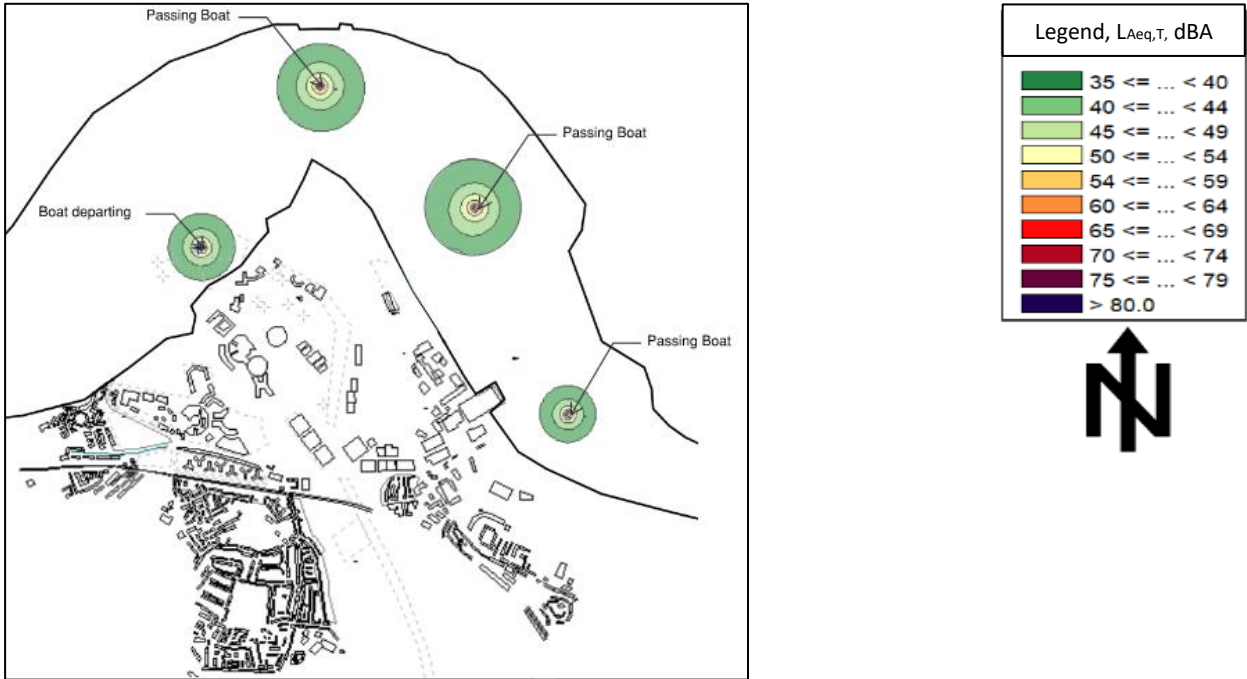 Passing Boat
Passing Boat
Boat departing
Passing Boat
Legend, LAeq,T, dBA
35 <= ... < 40
40 <= ... < 44
45 <= ... < 49
50 <= ... < 54
54 <= ... < 59
60 <= ... < 64
65 <= ... < 69
70 <= ... < 74
75 <= ... < 79
> 80.0
N